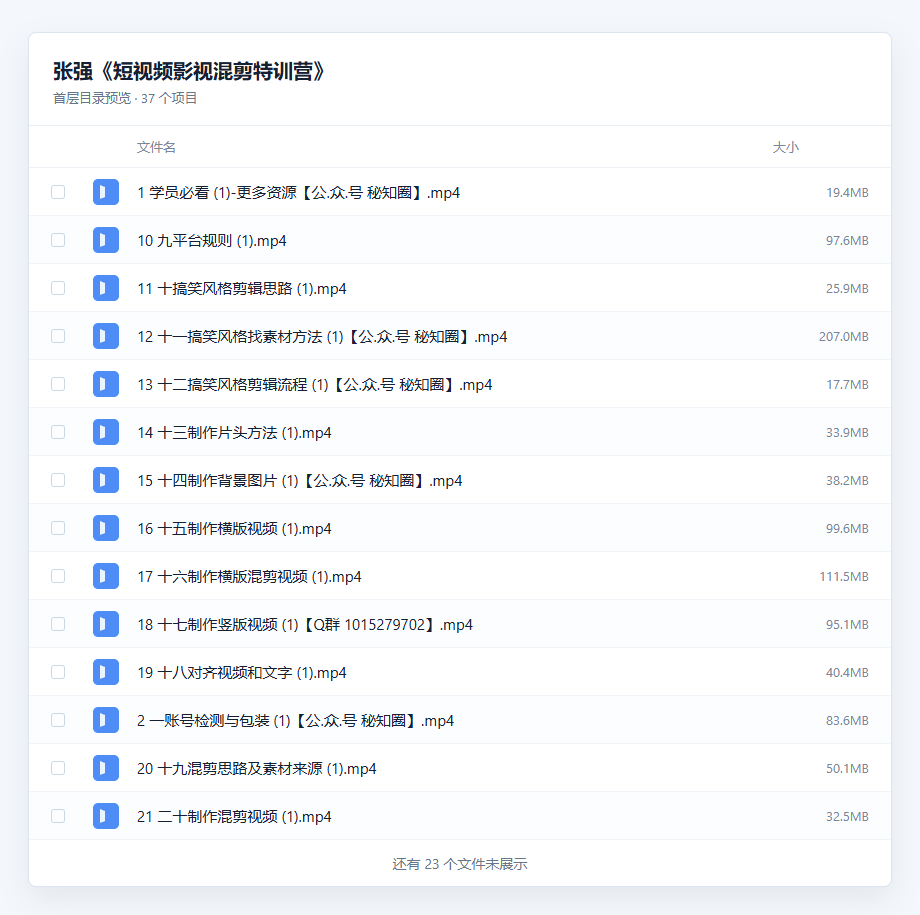 张强《短视频影视混剪特训营》
首层目录预览 · 37 个项目
文件名 大小
1 学员必看 (1)-更多资源【公.众.号 秘知圈】.mp4 19.4MB
10 九平台规则 (1).mp4 97.6MB
11 十搞笑风格剪辑思路 (1).mp4 25.9MB
12 十一搞笑风格找素材方法 (1)【公.众.号 秘知圈】.mp4 207.0MB
13 十二搞笑风格剪辑流程 (1)【公.众.号 秘知圈】.mp4 17.7MB
14 十三制作片头方法 (1).mp4 33.9MB
15 十四制作背景图片 (1)【公.众.号 秘知圈】.mp4 38.2MB
16 十五制作横版视频 (1).mp4 99.6MB
17 十六制作横版混剪视频 (1).mp4 111.5MB
18 十七制作竖版视频 (1)【Q群 1015279702】.mp4 95.1MB
19 十八对齐视频和文字 (1).mp4 40.4MB
2 一账号检测与包装 (1)【公.众.号 秘知圈】.mp4 83.6MB
20 十九混剪思路及素材来源 (1).mp4 50.1MB
21 二十制作混剪视频 (1).mp4 32.5MB
还有 23 个文件未展示